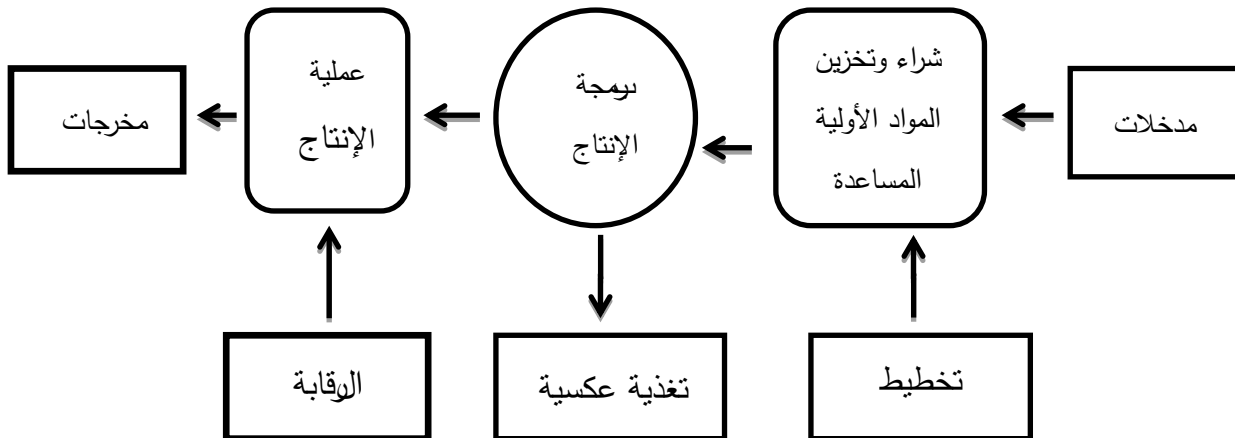 مدخلات
شراء وتخزين
المواد الأولية
المساعدة
برمجة
الإنتاج
عملية
الإنتاج
مخرجات
تخطيط
تغذية عكسية
الرقابة